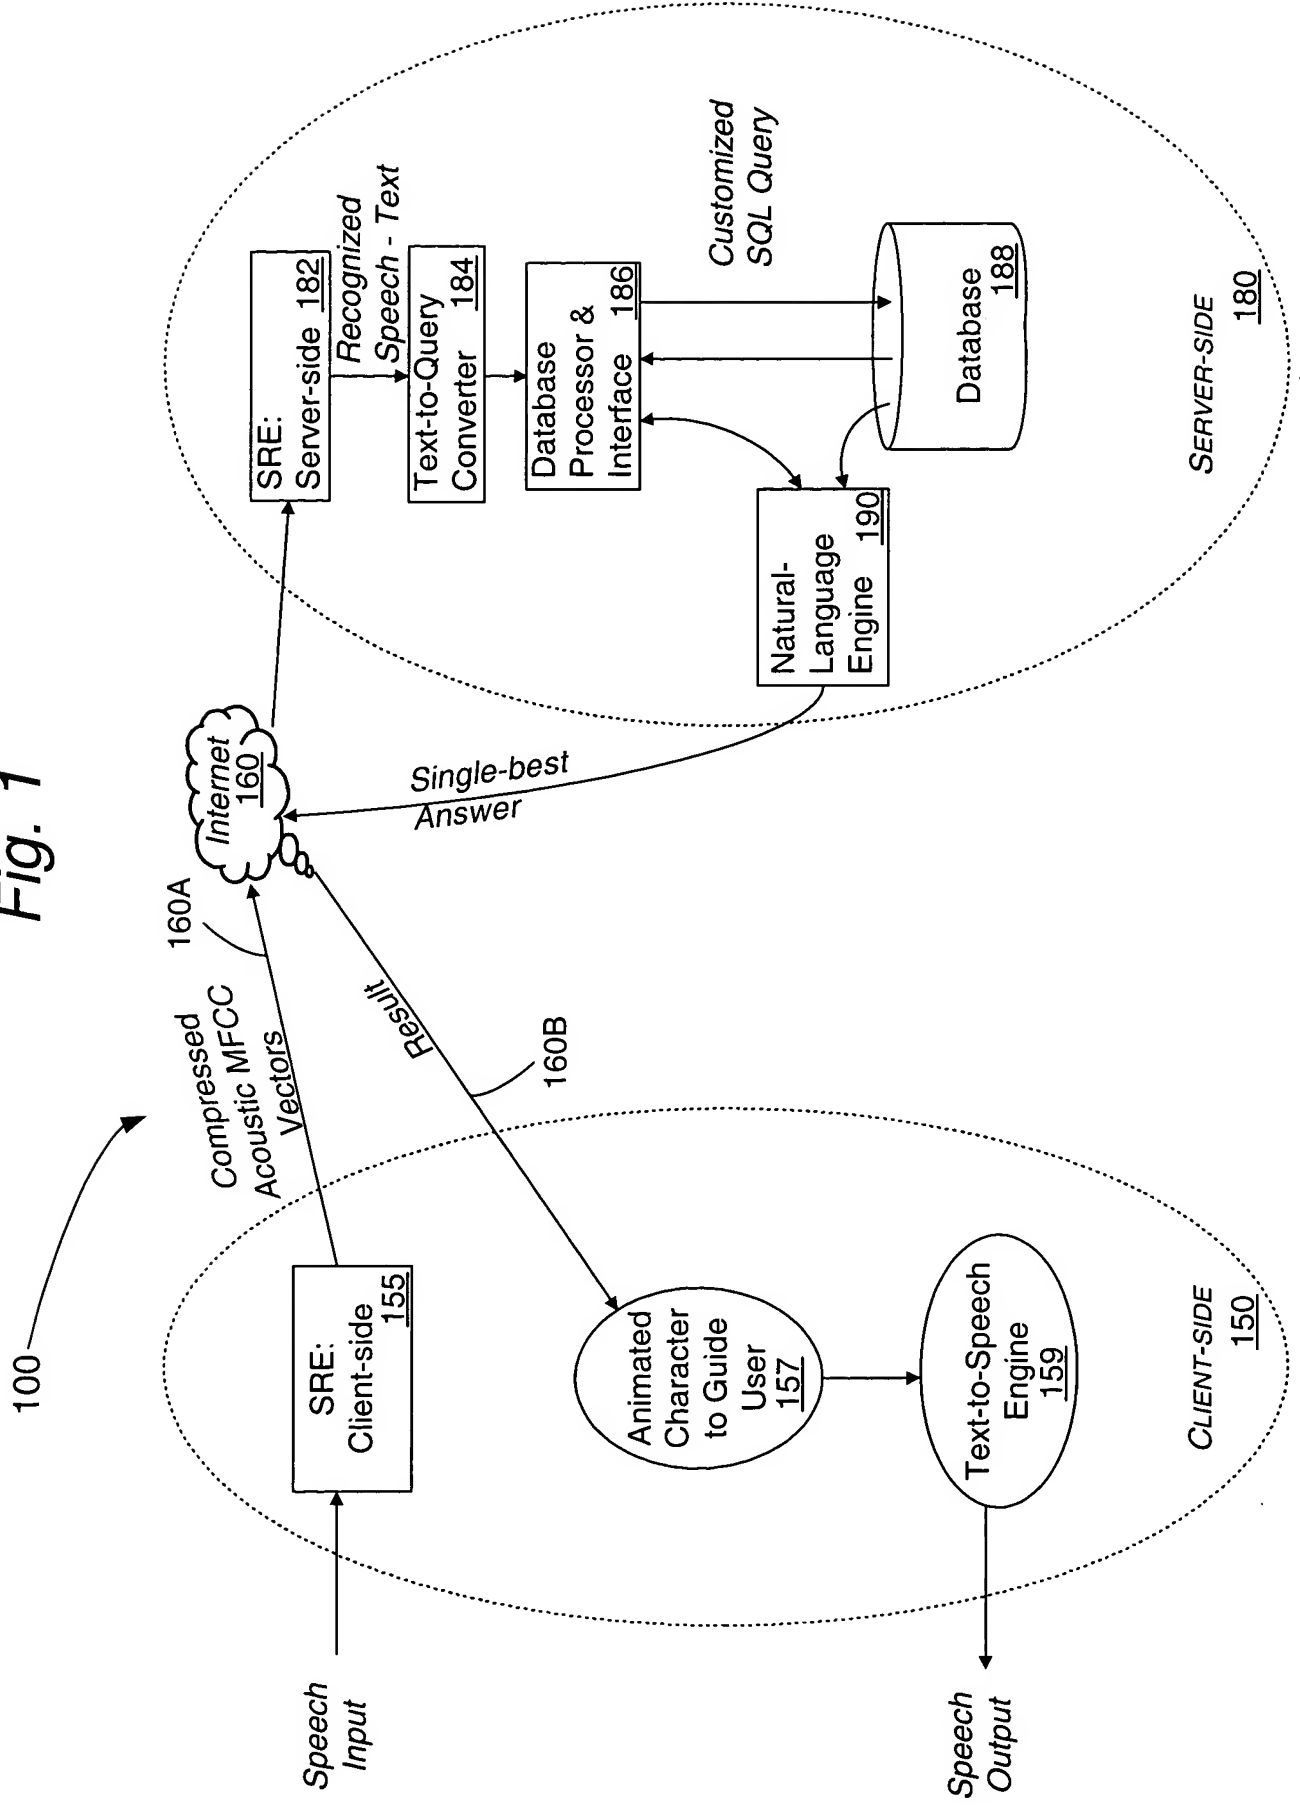 Fig. 1
100
Speech
Input
SRE:
Client-side
155
Compressed
Acoustic MFCC
Vectors
160A
Internet
160
SRE:
Server-side 182
Recognized
Speech - Text
Text-to-Query
Converter 184
Database
Processor &
Interface 186
Customized
SQL Query
Database
188
Natural-
Language
Engine 190
Single-best
Answer
Result
160B
Animated
Character
to Guide
User
157
Text-to-Speech
Engine
159
Speech
Output
CLIENT-SIDE
150
SERVER-SIDE
180